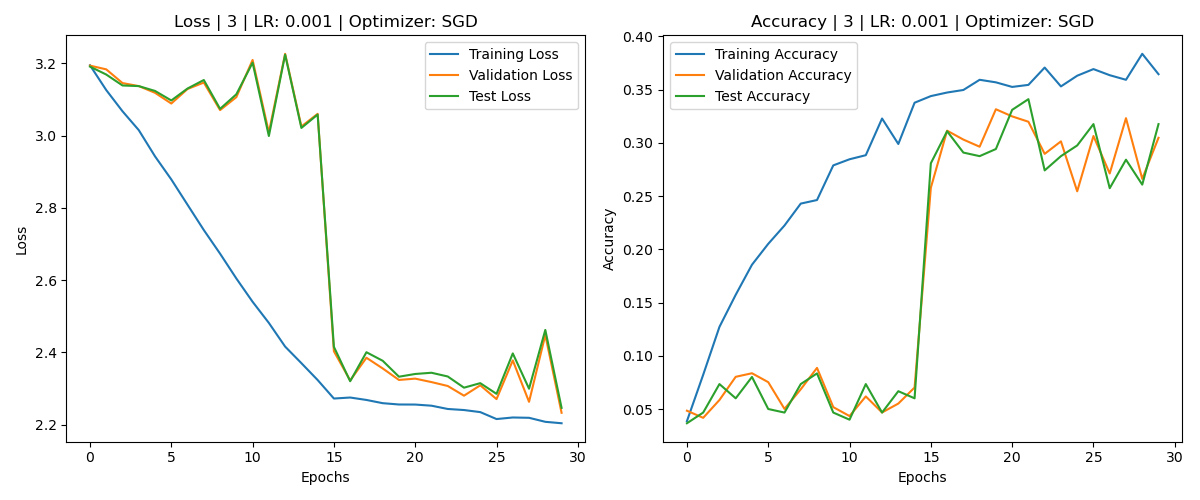 Loss | 3 | LR: 0.001 | Optimizer: SGD
Training Loss
Validation Loss
Test Loss
3.2
3.0
2.8
2.6
2.4
2.2
Loss
0 5 10 15 20 25 30
Epochs
Accuracy | 3 | LR: 0.001 | Optimizer: SGD
Training Accuracy
Validation Accuracy
Test Accuracy
0.40
0.35
0.30
0.25
0.20
0.15
0.10
0.05
Accuracy
0 5 10 15 20 25 30
Epochs